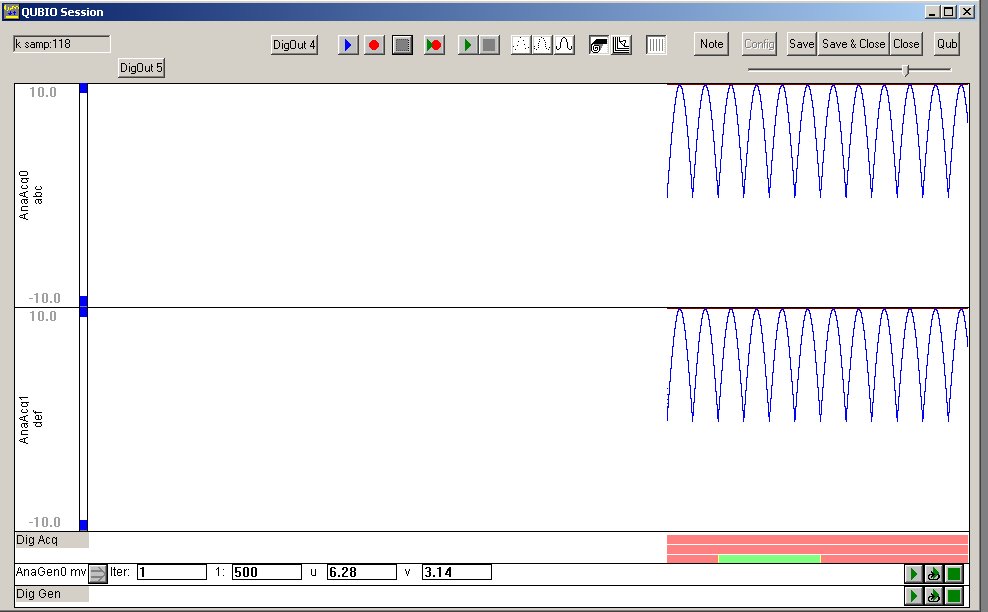 QUBIO Session
k samp:118
DigOut 4
Note
Config
Save
Save & Close
Close
Qub
DigOut 5
10.0
AnaAcq0
abc
-10.0
10.0
AnaAcq1
def
-10.0
Dig Acq
AnaGen0 mv Iter: 1 1: 500 u 6.28 v 3.14
Dig Gen